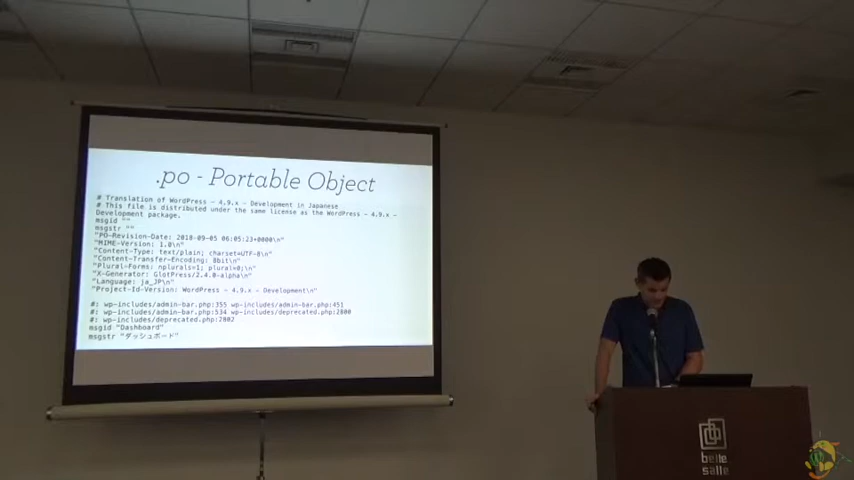 .po - Portable Object
# Translation of WordPress - 4.9.x - Development in Japanese
# This file is distributed under the same license as the WordPress - 4.9.x -
Development package.
msgid ""
msgstr ""
"PO-Revision-Date: 2018-09-05 06:05:23+0000\n"
"MIME-Version: 1.0\n"
"Content-Type: text/plain; charset=UTF-8\n"
"Content-Transfer-Encoding: 8bit\n"
"Plural-Forms: nplurals=1; plural=0;\n"
"X-Generator: GlotPress/2.4.0-alpha\n"
"Language: ja_JP\n"
"Project-Id-Version: WordPress - 4.9.x - Development\n"
#: wp-includes/admin-bar.php:355 wp-includes/admin-bar.php:451
#: wp-includes/admin-bar.php:534 wp-includes/deprecated.php:2800
#: wp-includes/deprecated.php:2802
msgid "Dashboard"
msgstr "ダッシュボード"
belle
salle